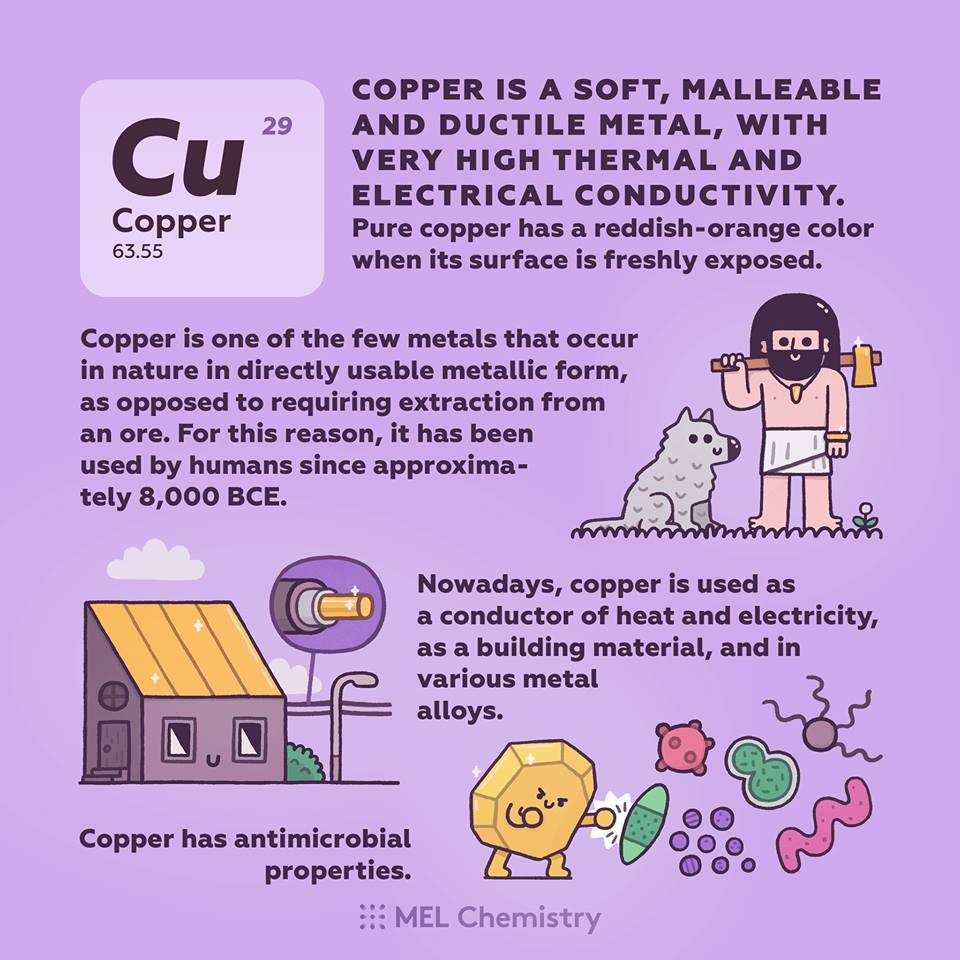 Cu
29
Copper
63.55
COPPER IS A SOFT, MALLEABLE
AND DUCTILE METAL, WITH
VERY HIGH THERMAL AND
ELECTRICAL CONDUCTIVITY.
Pure copper has a reddish-orange color
when its surface is freshly exposed.
Copper is one of the few metals that occur
in nature in directly usable metallic form,
as opposed to requiring extraction from
an ore. For this reason, it has been
used by humans since approxima-
tely 8,000 BCE.
Nowadays, copper is used as
a conductor of heat and electricity,
as a building material, and in
various metal
alloys.
Copper has antimicrobial
properties.
MEL Chemistry